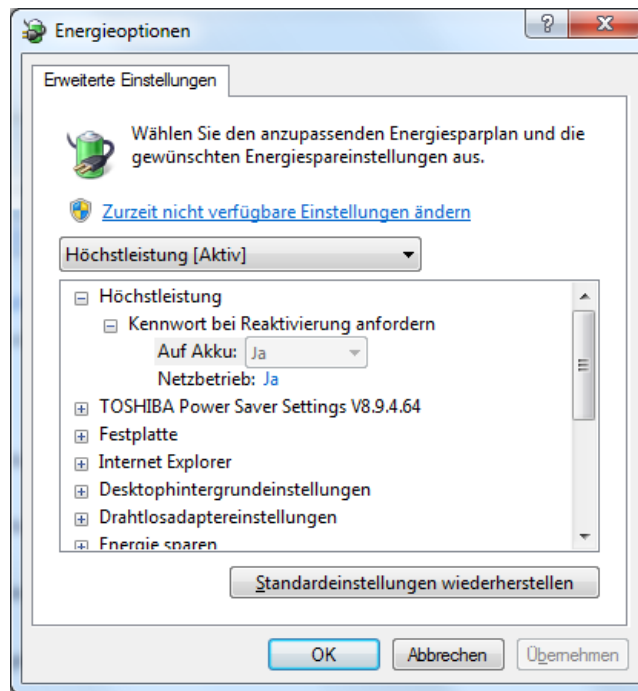 Energieoptionen
Erweiterte Einstellungen
Wählen Sie den anzupassenden Energiesparplan und die
gewünschten Energiespareinstellungen aus.
Zurzeit nicht verfügbare Einstellungen ändern
Höchstleistung [Aktiv]
Höchstleistung
Kennwort bei Reaktivierung anfordern
Auf Akku: Ja
Netzbetrieb: Ja
TOSHIBA Power Saver Settings V8.9.4.64
Festplatte
Internet Explorer
Desktophintergrundeinstellungen
Drahtlosadaptereinstellungen
Energie sparen
Standardeinstellungen wiederherstellen
OK Abbrechen Übernehmen